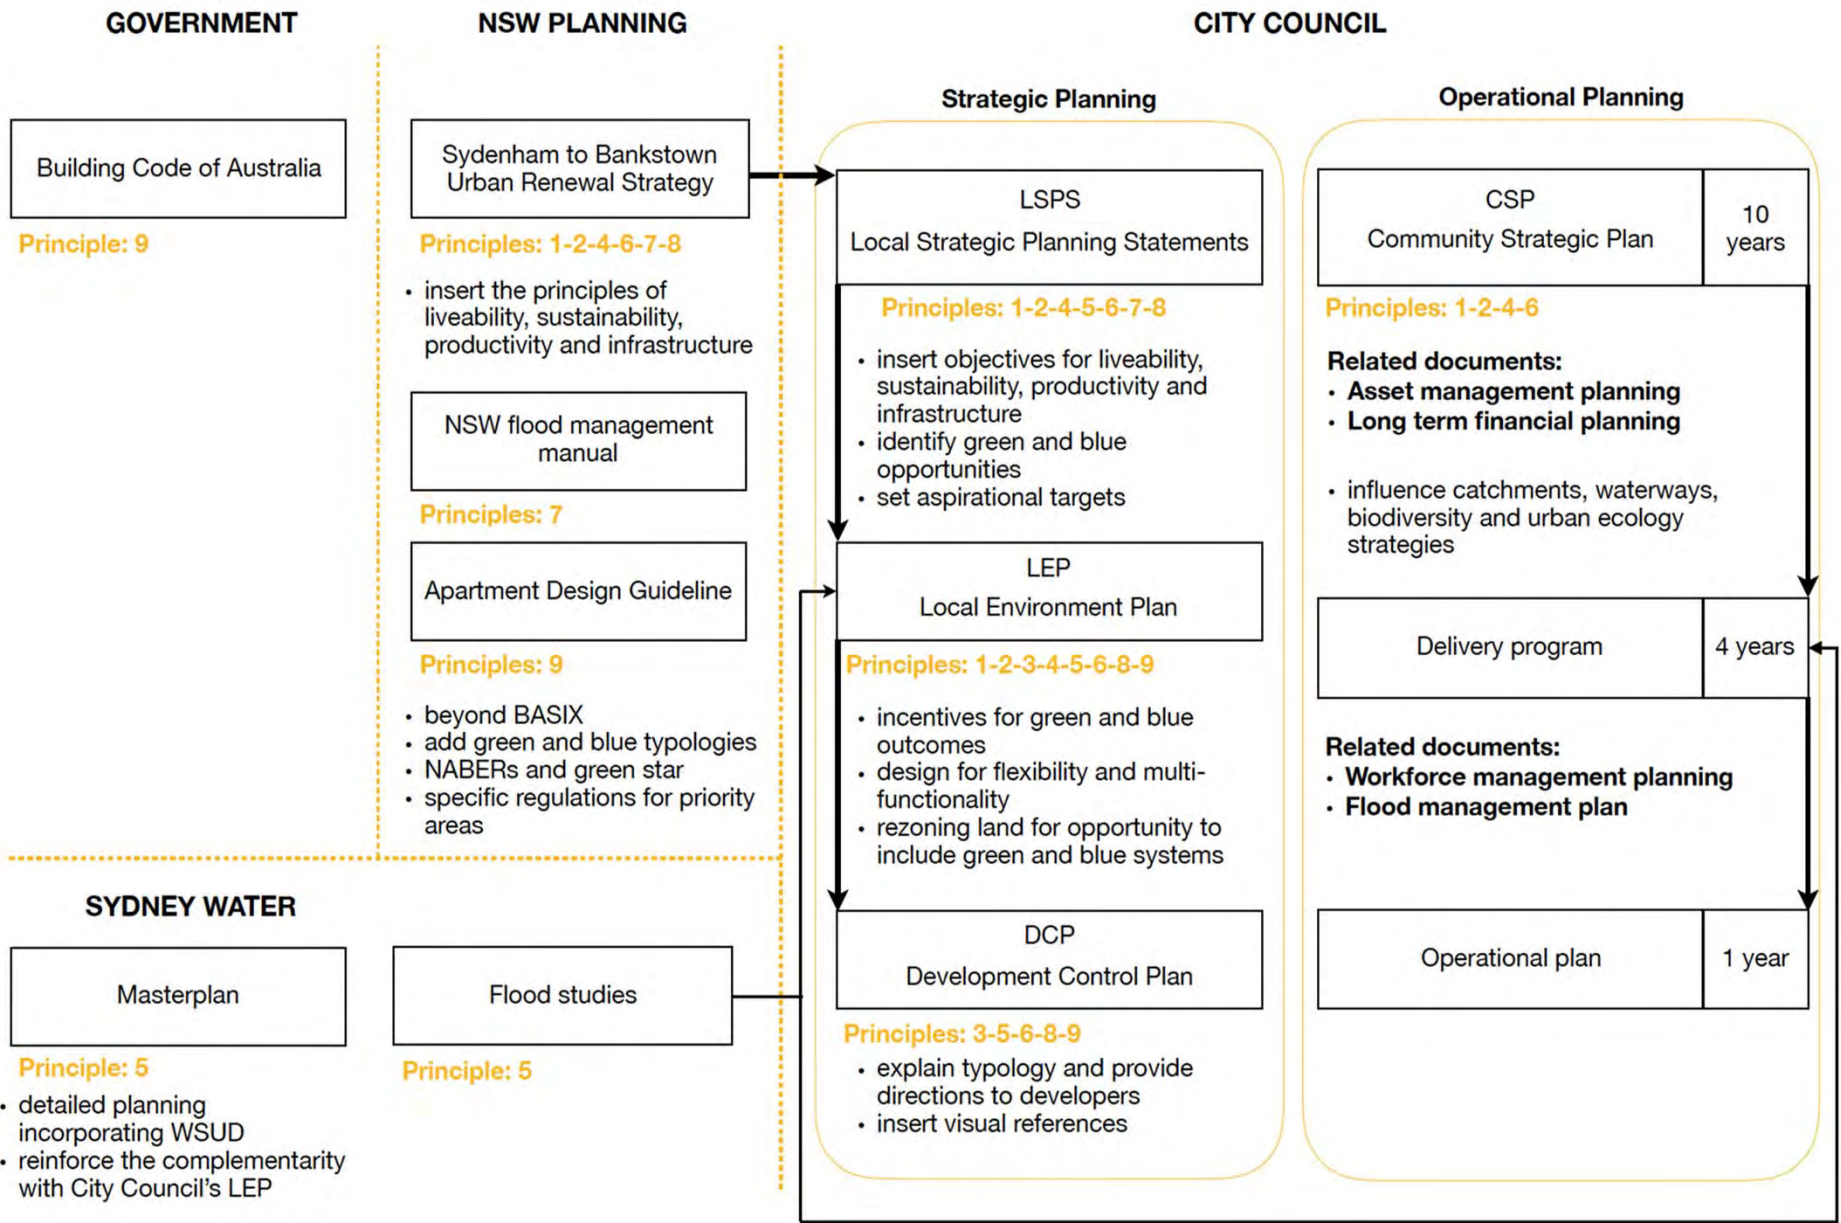 GOVERNMENT
Building Code of Australia
Principle: 9
NSW PLANNING
Sydenham to Bankstown
Urban Renewal Strategy
Principles: 1-2-4-6-7-8
• insert the principles of
liveability, sustainability,
productivity and infrastructure
NSW flood management
manual
Principles: 7
Apartment Design Guideline
Principles: 9
• beyond BASIX
• add green and blue typologies
• NABERs and green star
• specific regulations for priority
areas
SYDNEY WATER
Masterplan
Principle: 5
• detailed planning
incorporating WSUD
• reinforce the complementarity
with City Council's LEP
Flood studies
Principle: 5
CITY COUNCIL
Strategic Planning
LSPS
Local Strategic Planning Statements
Principles: 1-2-4-5-6-7-8
• insert objectives for liveability,
sustainability, productivity and
infrastructure
• identify green and blue
opportunities
• set aspirational targets
LEP
Local Environment Plan
Principles: 1-2-3-4-5-6-8-9
• incentives for green and blue
outcomes
• design for flexibility and multi-
functionality
• rezoning land for opportunity to
include green and blue systems
DCP
Development Control Plan
Principles: 3-5-6-8-9
• explain typology and provide
directions to developers
• insert visual references
Operational Planning
CSP
Community Strategic Plan
10
years
Principles: 1-2-4-6
Related documents:
• Asset management planning
• Long term financial planning
• influence catchments, waterways,
biodiversity and urban ecology
strategies
Delivery program
4 years
Related documents:
• Workforce management planning
• Flood management plan
Operational plan
1 year